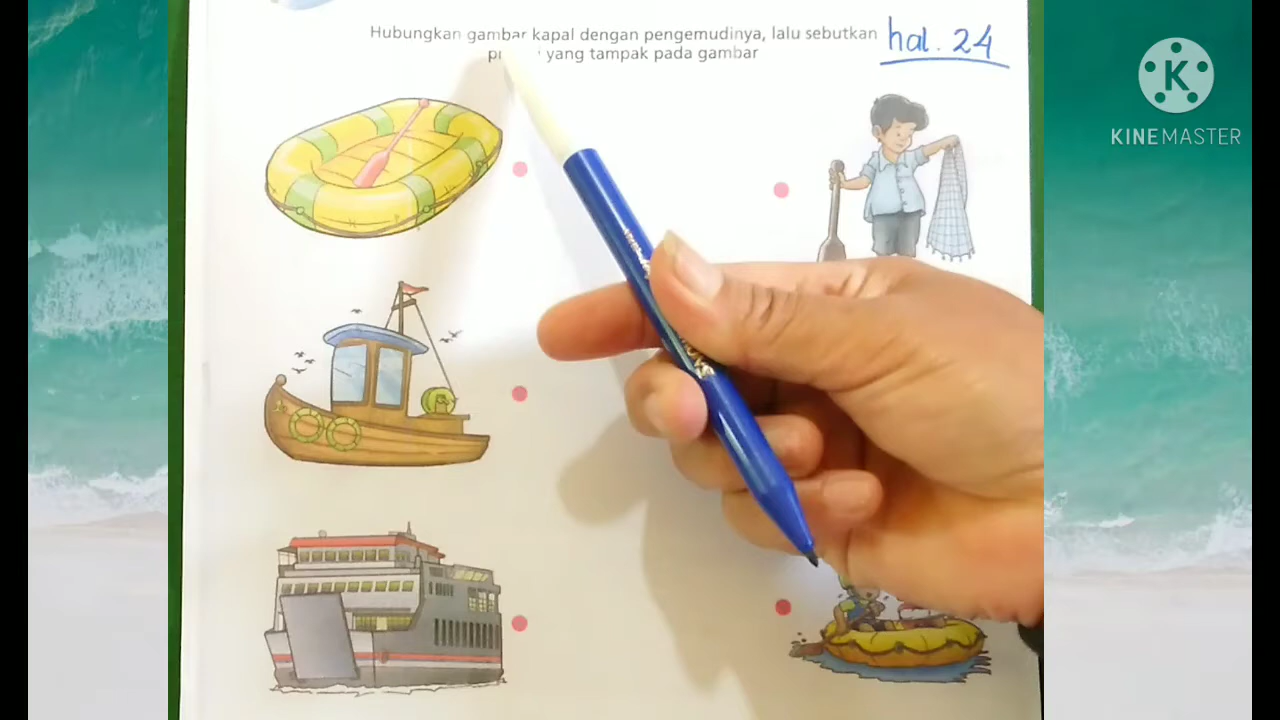 Hubungkan gambar kapal dengan pengemudinya, lalu sebutkan
yang tampak pada gambar
hal. 24
K
KINEMASTER